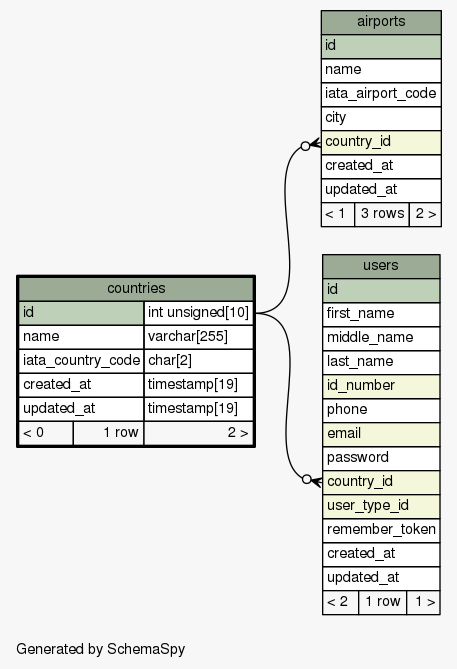 airports
id
name
iata_airport_code
city
country_id
created_at
updated_at
< 1 3 rows 2 >
countries
id int unsigned[10]
name varchar[255]
iata_country_code char[2]
created_at timestamp[19]
updated_at timestamp[19]
< 0 1 row 2 >
users
id
first_name
middle_name
last_name
id_number
phone
email
password
country_id
user_type_id
remember_token
created_at
updated_at
< 2 1 row 1 >
Generated by SchemaSpy